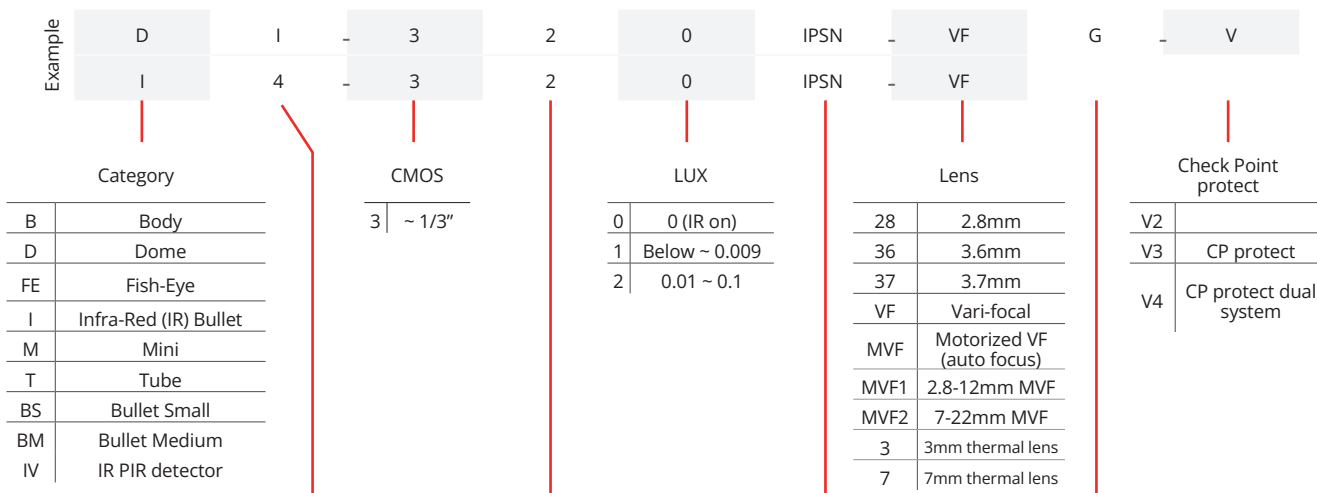 Example
D I - 3 2 0 IPSN - VF G - V
I 4 - 3 2 0 IPSN - VF
Category
B Body
D Dome
FE Fish-Eye
I Infra-Red (IR) Bullet
M Mini
T Tube
BS Bullet Small
BM Bullet Medium
IV IR PIR detector
CMOS
3 ~ 1/3”
LUX
0 0 (IR on)
1 Below ~ 0.009
2 0.01 ~ 0.1
Lens
28 2.8mm
36 3.6mm
37 3.7mm
VF Vari-focal
MVF Motorized VF
(auto focus)
MVF1 2.8-12mm MVF
MVF2 7-22mm MVF
3 3mm thermal lens
7 7mm thermal lens
Check Point
protect
V2
V3 CP protect
V4 CP protect dual
system